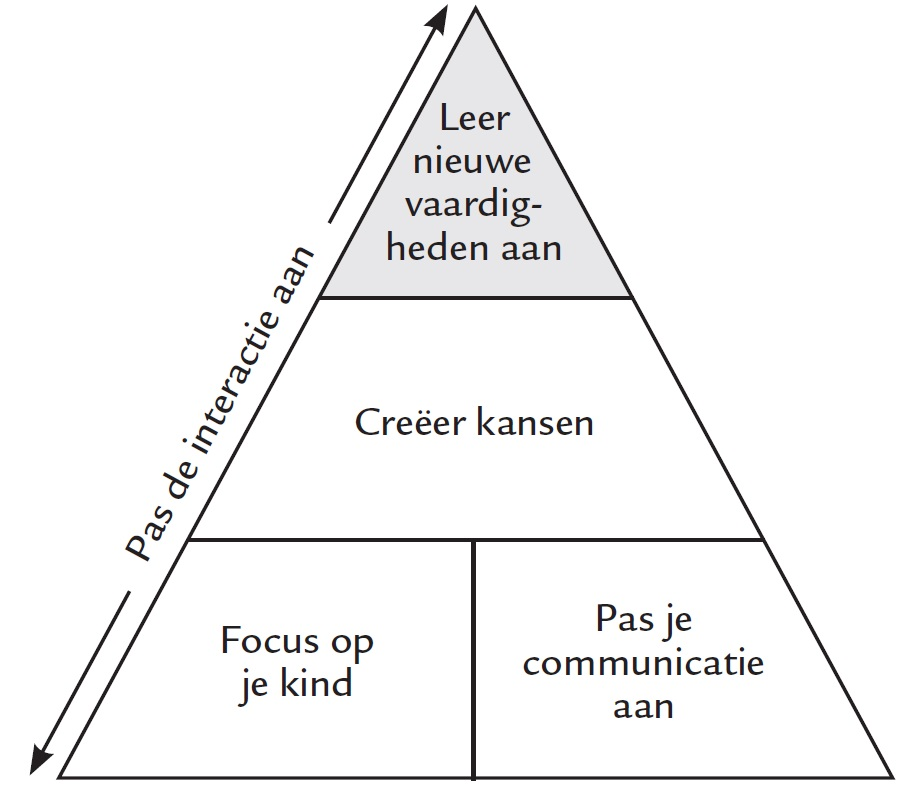 Leer
nieuwe
vaardig-
heden aan
Pas de interactie aan
Creëer kansen
Focus op
je kind
Pas je
communicatie
aan